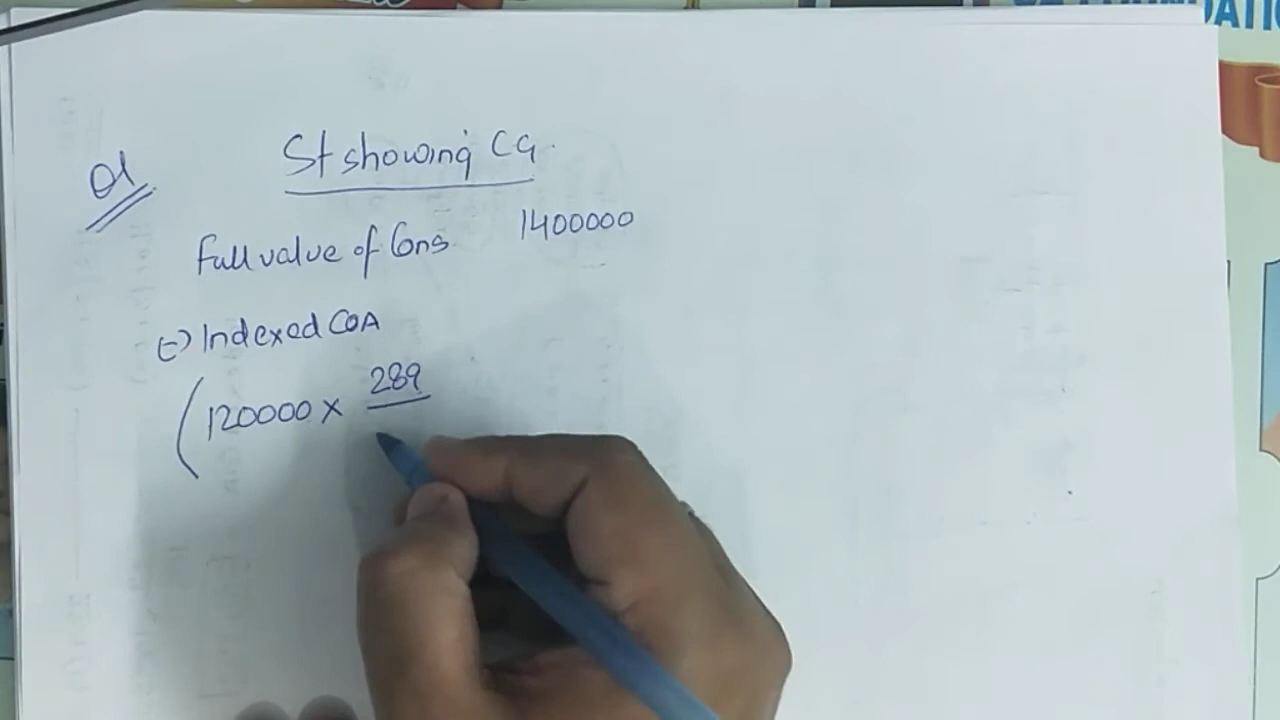 Q1
St showing CG.
Full value of Cons. 1400000
(-) Indexed COA
(120000 x 289